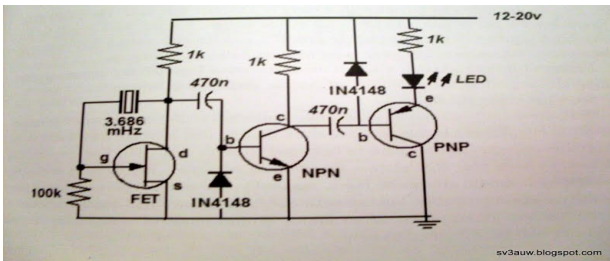 12-20v
1k
1k
1k
470n
IN4148
LED
3.686
mHz
470n
c
e
b
b
PNP
g
d
NPN
c
100k
s
e
FET
IN4148
sv3auw.blogspot.com